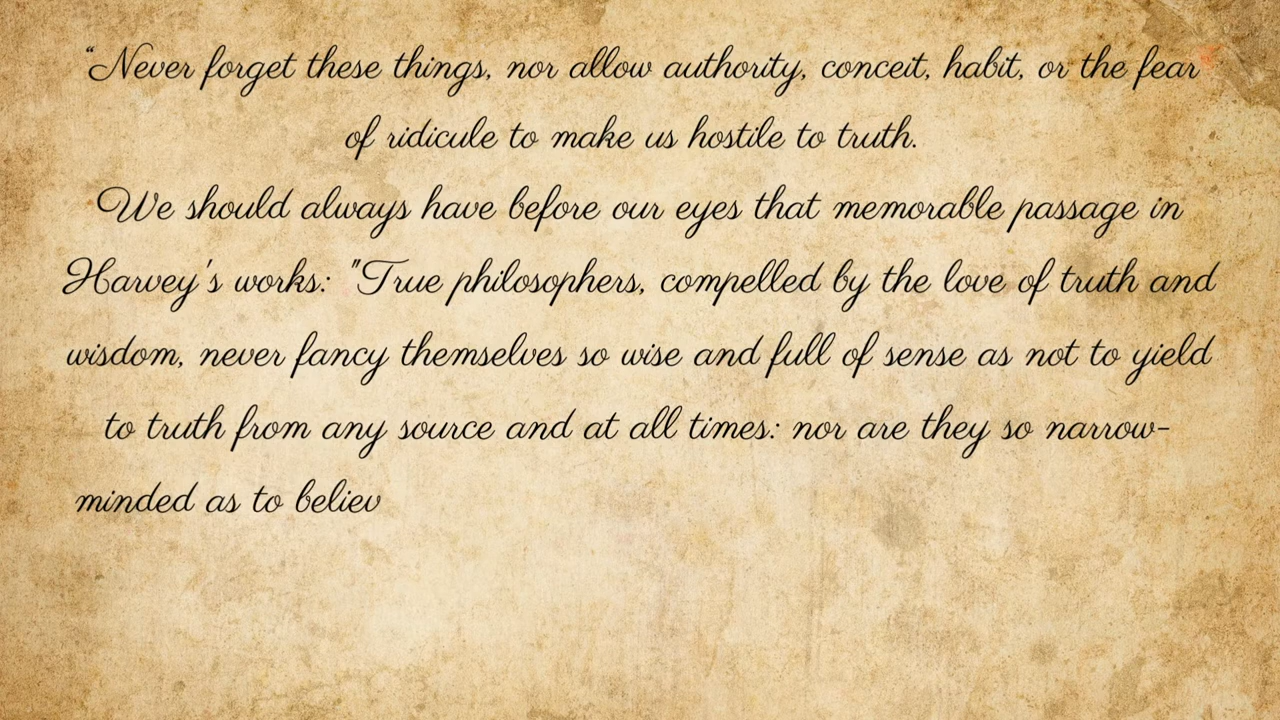 “Never forget these things, nor allow authority, conceit, habit, or the fear
of ridicule to make us hostile to truth.
We should always have before our eyes that memorable passage in
Harvey's works: "True philosophers, compelled by the love of truth and
wisdom, never fancy themselves so wise and full of sense as not to yield
to truth from any source and at all times: nor are they so narrow-
minded as to believ